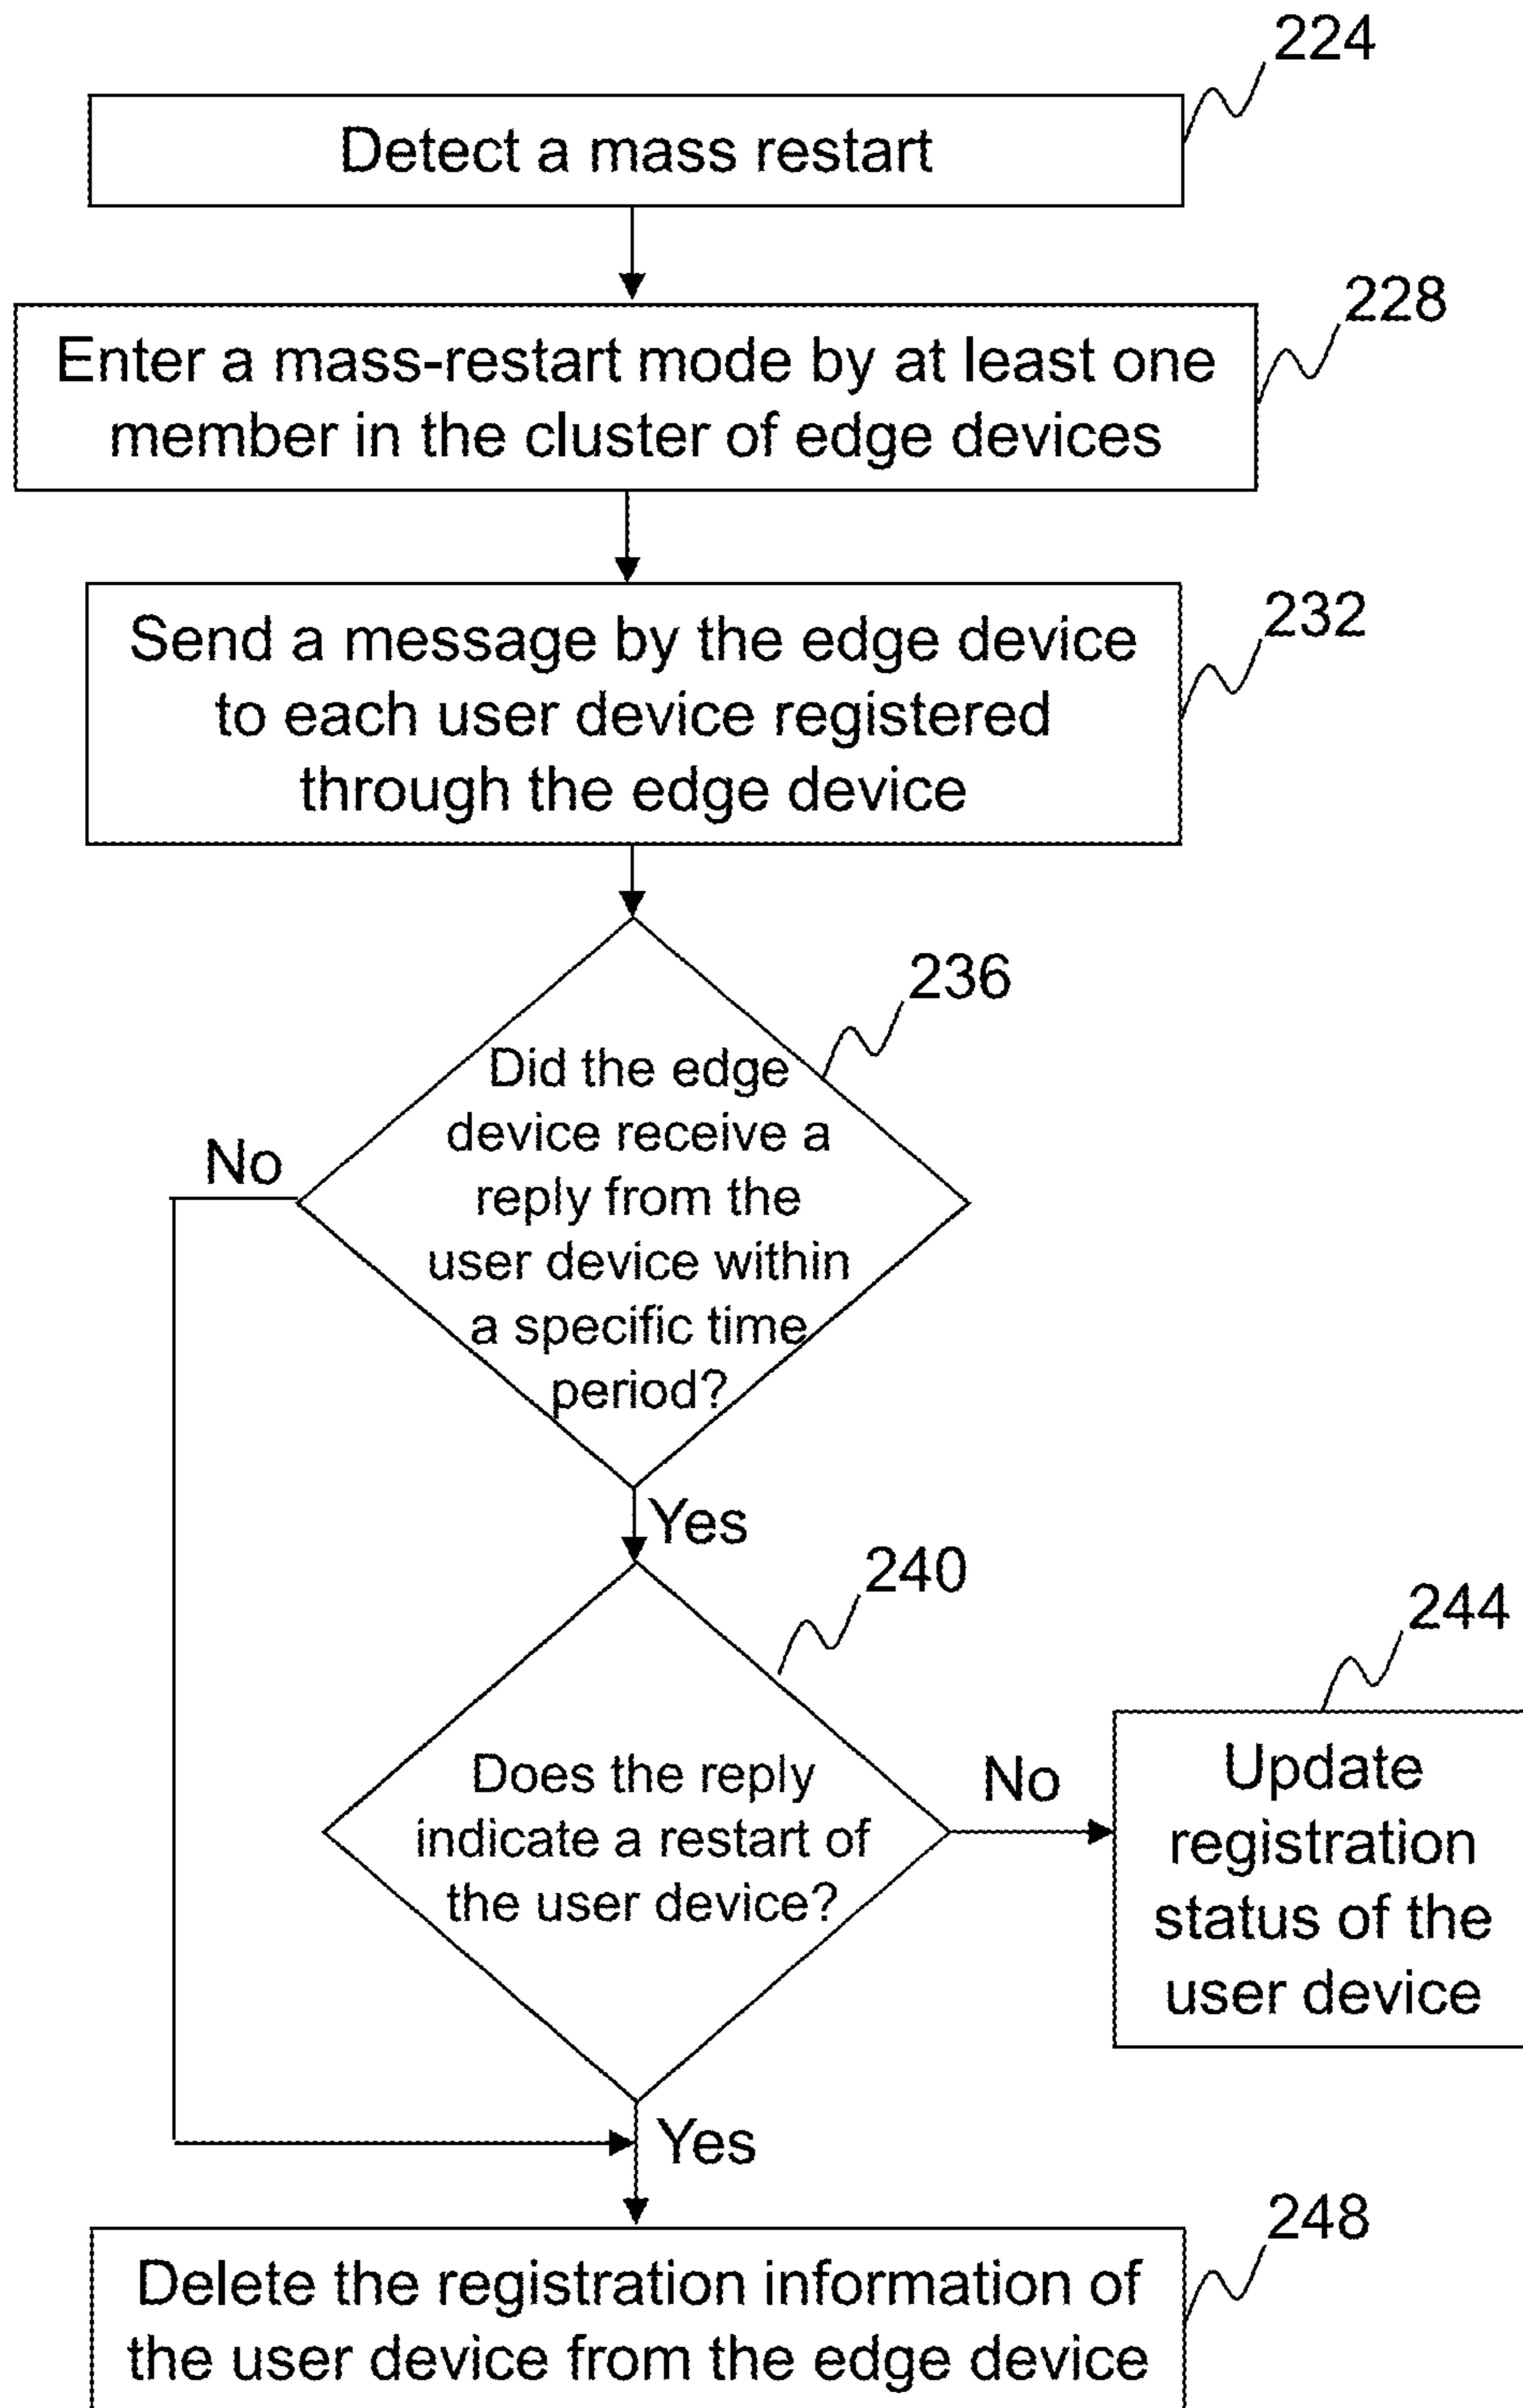 224
Detect a mass restart
228
Enter a mass-restart mode by at least one
member in the cluster of edge devices
232
Send a message by the edge device
to each user device registered
through the edge device
236
Did the edge
device receive a
reply from the
user device within
a specific time
period?
No
Yes
240
Does the reply
indicate a restart of
the user device?
No
244
Update
registration
status of the
user device
Yes
248
Delete the registration information of
the user device from the edge device